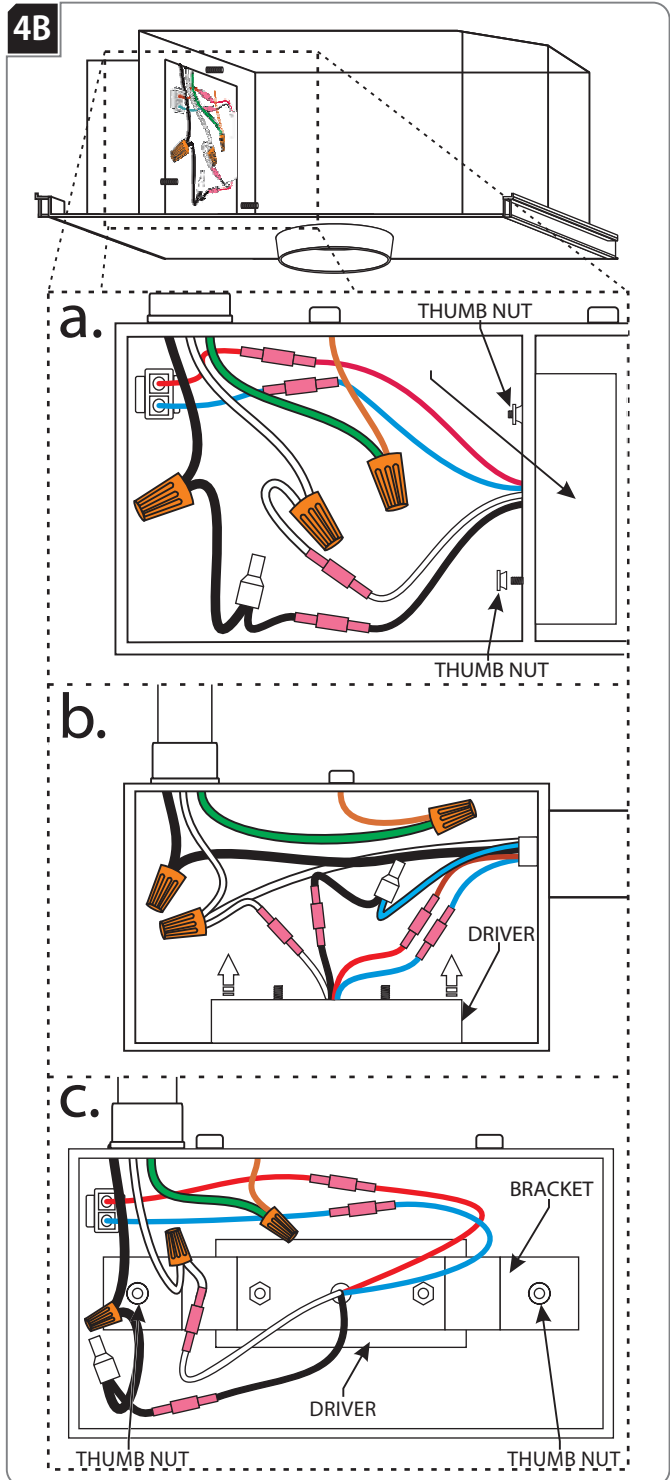 4B
a.
THUMB NUT
THUMB NUT
b.
DRIVER
c.
BRACKET
DRIVER
THUMB NUT
THUMB NUT